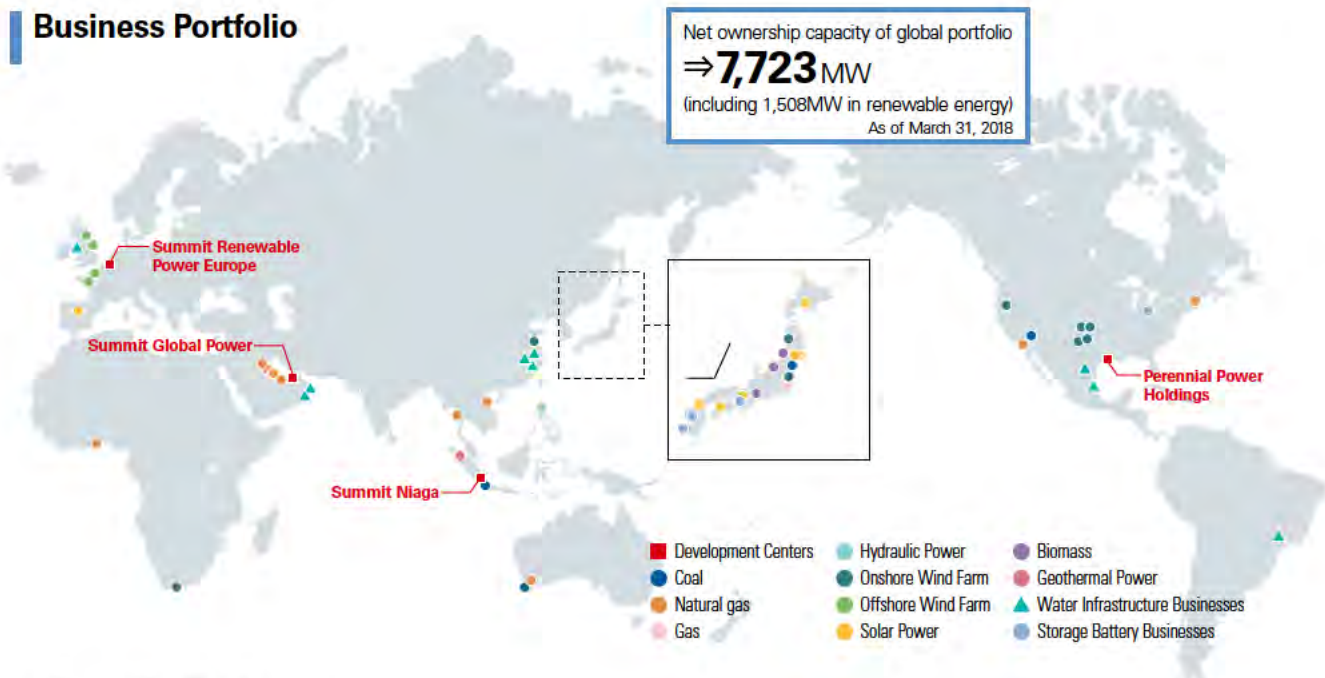 Business Portfolio
Net ownership capacity of global portfolio
⇒7,723 MW
(including 1,508MW in renewable energy)
As of March 31, 2018
Summit Renewable
Power Europe
Summit Global Power
Summit Niaga
Perennial Power
Holdings
Development Centers
Coal
Natural gas
Gas
Hydraulic Power
Onshore Wind Farm
Offshore Wind Farm
Solar Power
Biomass
Geothermal Power
Water Infrastructure Businesses
Storage Battery Businesses